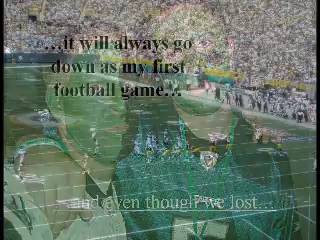 ...it will always go
down as my first
football game...
...and even though we lost...